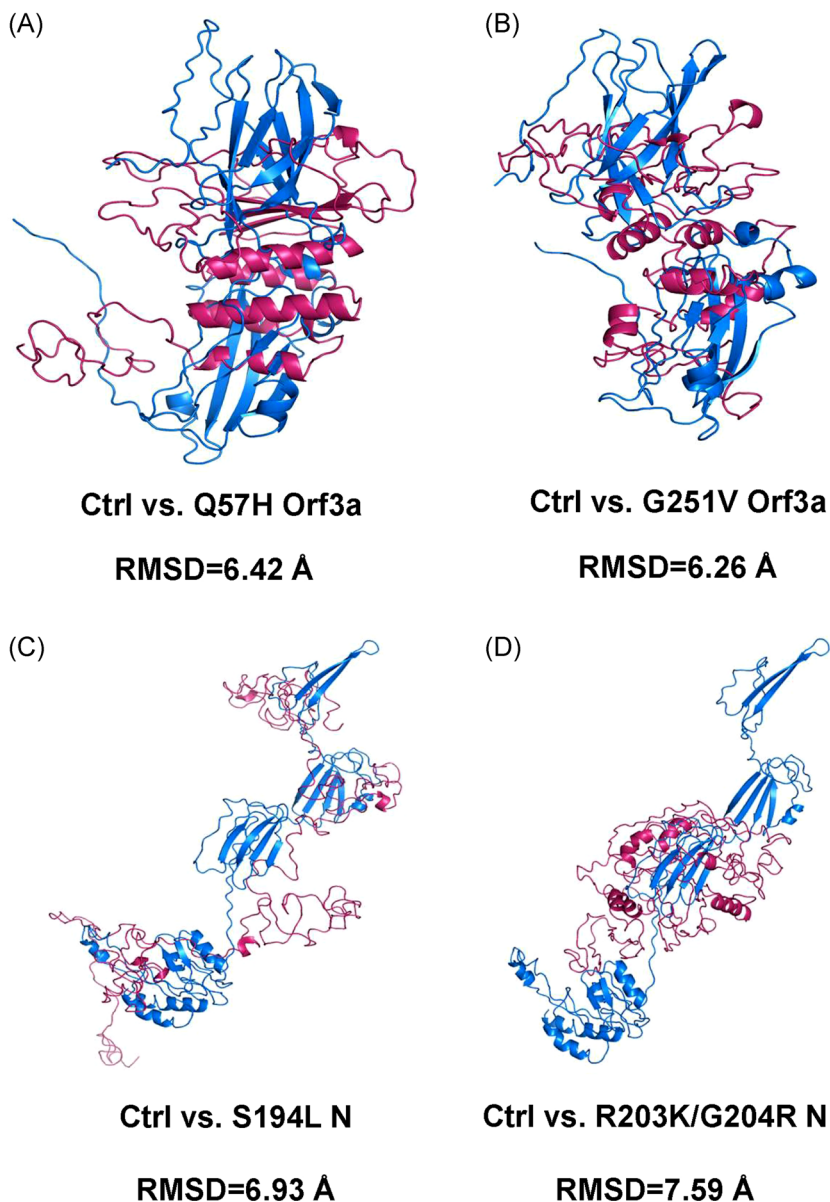 (A)
(B)
Ctrl vs. Q57H Orf3a
Ctrl vs. G251V Orf3a
RMSD=6.42 Å
RMSD=6.26 Å
(C)
(D)
Ctrl vs. S194L N
Ctrl vs. R203K/G204R N
RMSD=6.93 Å
RMSD=7.59 Å